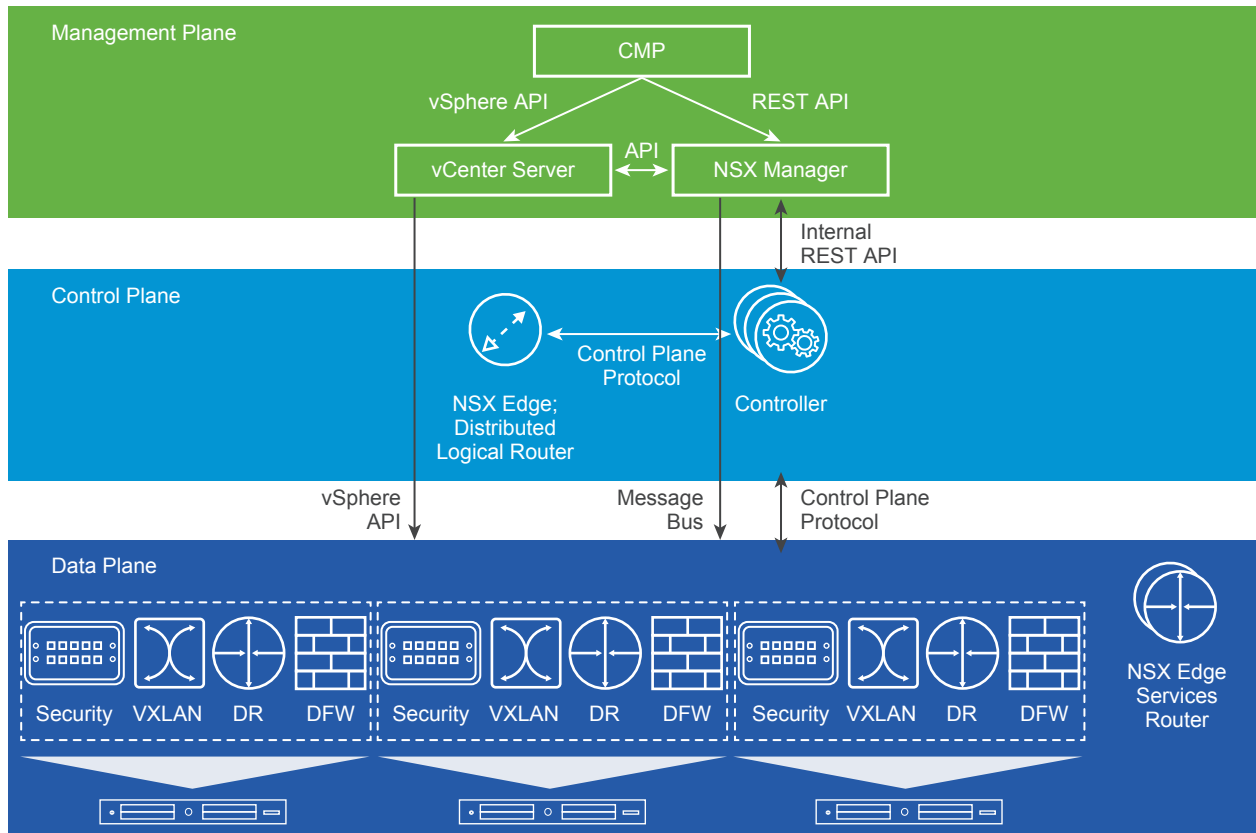 Management Plane
CMP
vSphere API
REST API
vCenter Server
API
NSX Manager
Internal
REST API
Control Plane
Control Plane
Protocol
NSX Edge;
Distributed
Logical Router
Controller
vSphere
API
Message
Bus
Control Plane
Protocol
Data Plane
Security VXLAN DR DFW
Security VXLAN DR DFW
Security VXLAN DR DFW
NSX Edge
Services
Router